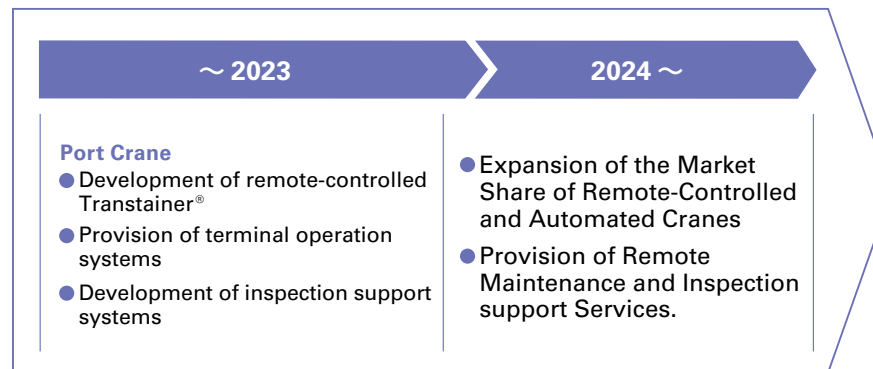 ～ 2023
2024 ～
Port Crane
● Development of remote-controlled
Transtainer®
● Provision of terminal operation
systems
● Development of inspection support
systems
● Expansion of the Market
Share of Remote-Controlled
and Automated Cranes
● Provision of Remote
Maintenance and Inspection
support Services.